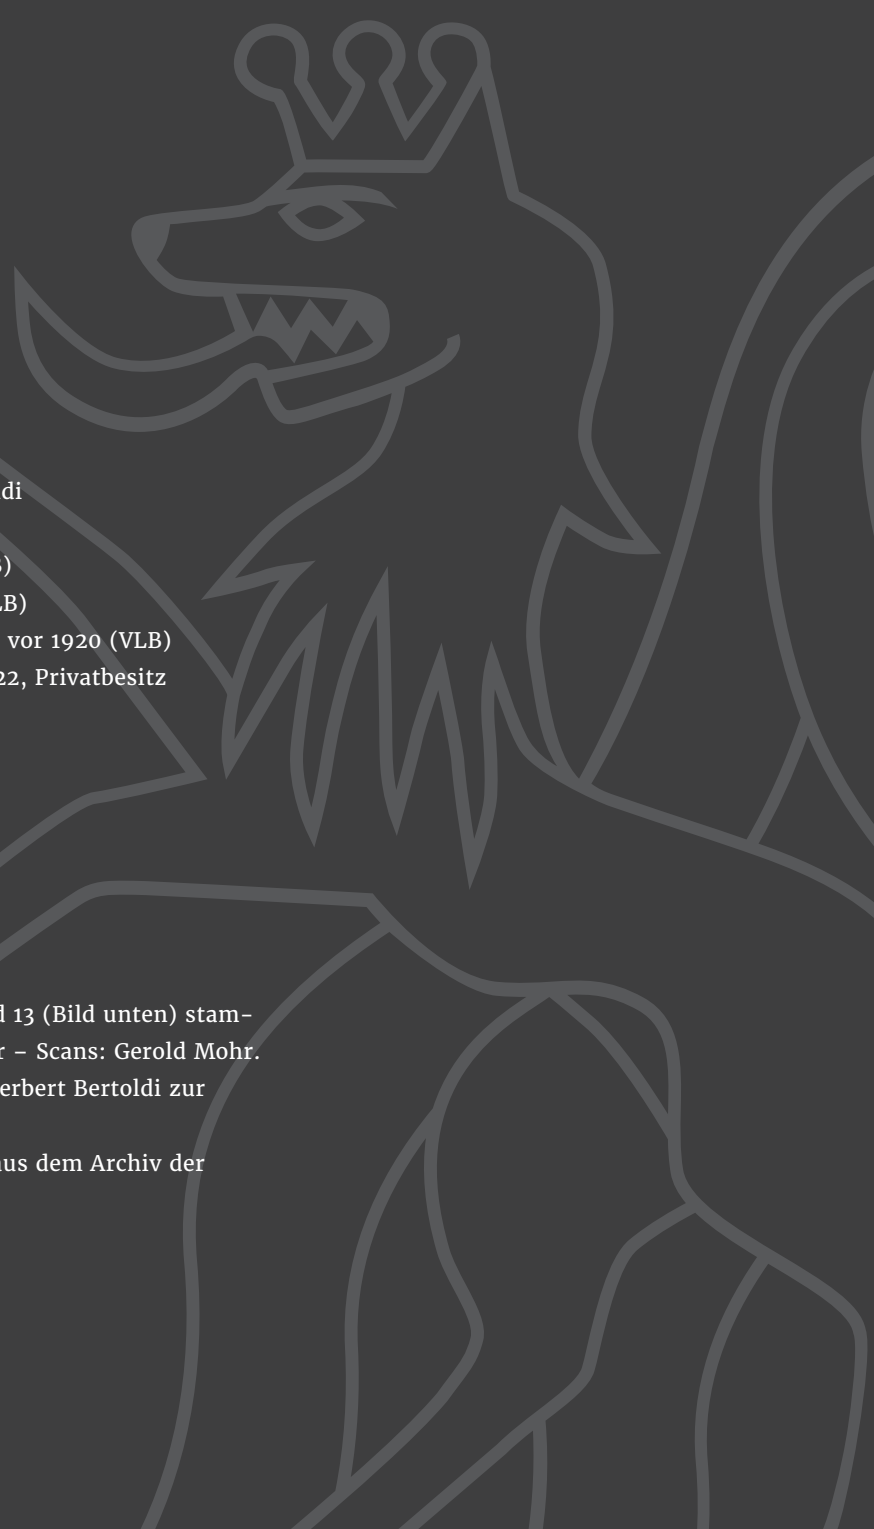 di
B)
LB)
vor 1920 (VLB)
22, Privatbesitz
d 13 (Bild unten) stam-
r – Scans: Gerold Mohr.
erbert Bertoldi zur
aus dem Archiv der